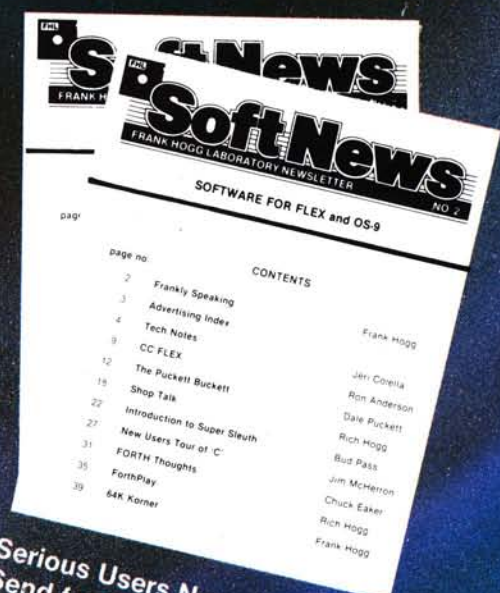 FHL
Soft News
FRANK H
page
FHL
Soft News
FRANK HOGG LABORATORY NEWSLETTER NO 2
SOFTWARE FOR FLEX and OS-9
page no CONTENTS
2 Frankly Speaking Frank Hogg
3 Advertising Index
4 Tech Notes Jeri Corella
9 CC FLEX Ron Anderson
12 The Puckett Buckett Dale Puckett
18 Shop Talk Rich Hogg
22 Introduction to Super Sleuth Bud Pass
27 New Users Tour of 'C' Jim McHerron
31 FORTH Thoughts Chuck Eaker
35 ForthPlay Rich Hogg
39 64K Korner Frank Hogg
Serious Users
Send